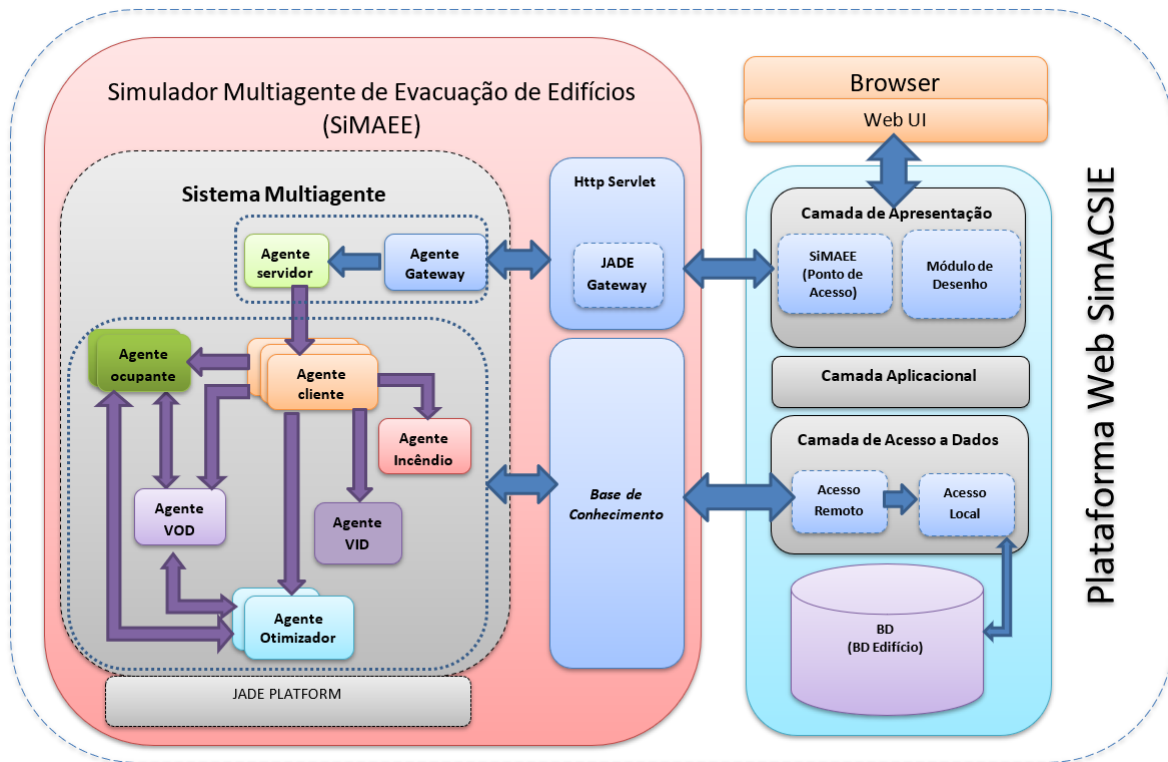 Simulador Multiagente de Evacuação de Edifícios
(SiMAEE)
Sistema Multiagente
Agente
servidor
Agente
Gateway
Agente
ocupante
Agente
cliente
Agente
Incêndio
Agente
VOD
Agente
VID
Agente
Otimizador
JADE PLATFORM
Http Servlet
JADE
Gateway
Base de
Conhecimento
Browser
Web UI
Camada de Apresentação
SiMAEE
(Ponto de
Acesso)
Módulo de
Desenho
Camada Aplicacional
Camada de Acesso a Dados
Acesso
Remoto
Acesso
Local
BD
(BD Edifício)
Plataforma Web SimACSIE